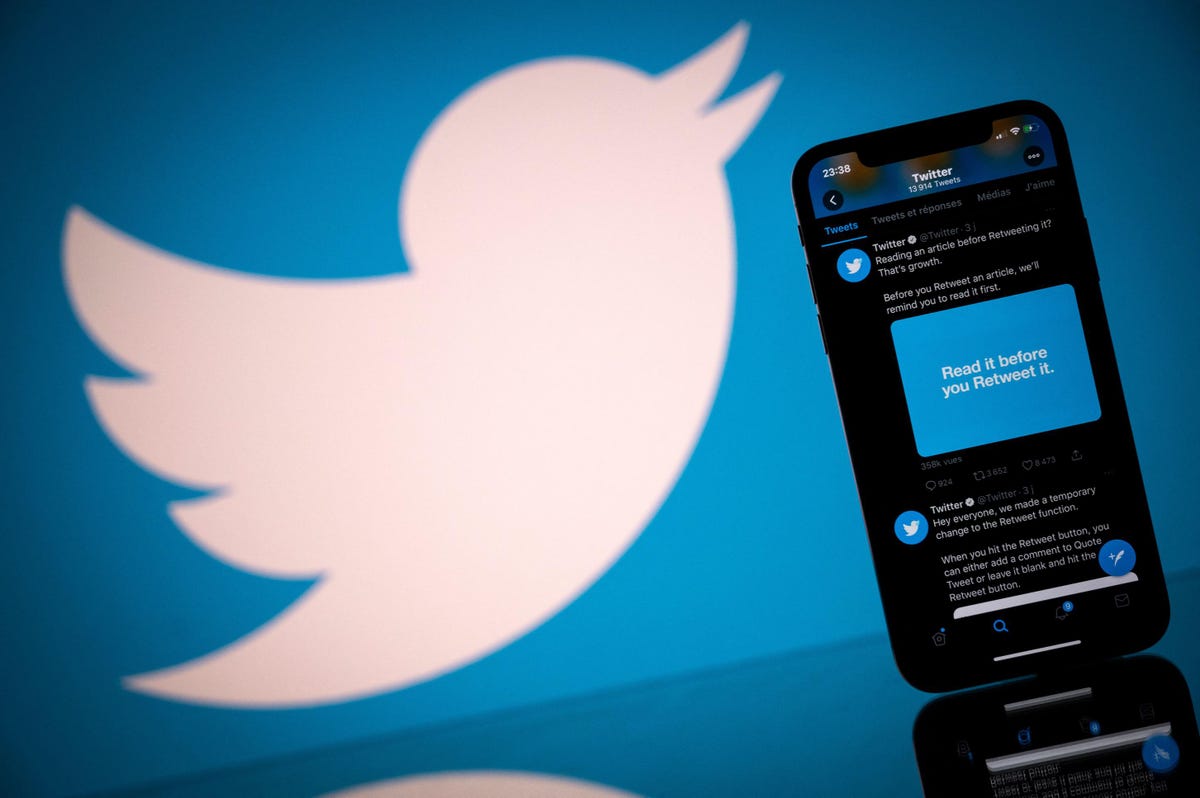 23:38
Twitter
13 914 Tweets
Tweets Tweets et réponses Médias J'aime
Twitter @Twitter · 3 j
Reading an article before Retweeting it?
That's growth.
Before you Retweet an article, we'll
remind you to read it first.
Read it before
you Retweet it.
358k vues
924 3 652 8 473
Twitter @Twitter · 3 j
Hey everyone, we made a temporary
change to the Retweet function.
When you hit the Retweet button, you
can either add a comment to Quote
Tweet or leave it blank and hit the
Retweet button.
9